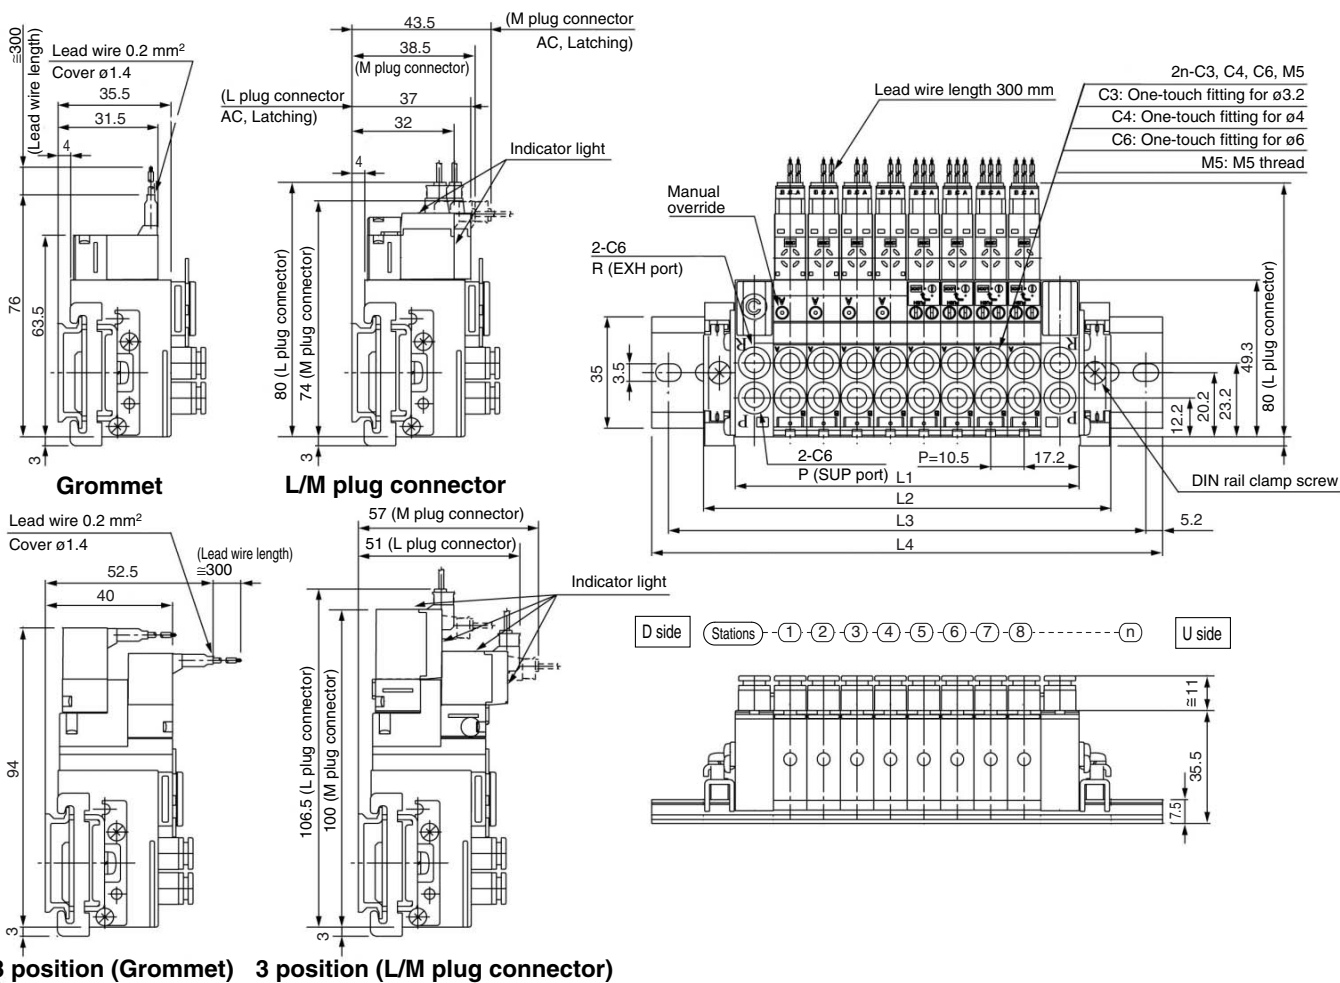 ≅300
(Lead wire length)
Lead wire 0.2 mm²
Cover ø1.4
35.5
31.5
4
76
63.5
3
Grommet
43.5
(M plug connector
AC, Latching)
38.5
(M plug connector)
(L plug connector
AC, Latching)
37
32
4
Indicator light
80 (L plug connector)
74 (M plug connector)
3
L/M plug connector
Lead wire length 300 mm
2n-C3, C4, C6, M5
C3: One-touch fitting for ø3.2
C4: One-touch fitting for ø4
C6: One-touch fitting for ø6
M5: M5 thread
Manual
override
2-C6
R (EXH port)
B C A
R
R
P
P
35
3.5
49.3
80 (L plug connector)
12.2
20.2
23.2
2-C6
P (SUP port)
P=10.5
17.2
L1
L2
L3
5.2
L4
DIN rail clamp screw
Lead wire 0.2 mm²
Cover ø1.4
(Lead wire length)
≅300
52.5
40
94
3
3 position (Grommet)
57 (M plug connector)
51 (L plug connector)
Indicator light
106.5 (L plug connector)
100 (M plug connector)
3
3 position (L/M plug connector)
D side
Stations
1
2
3
4
5
6
7
8
n
U side
≅11
35.5
7.5